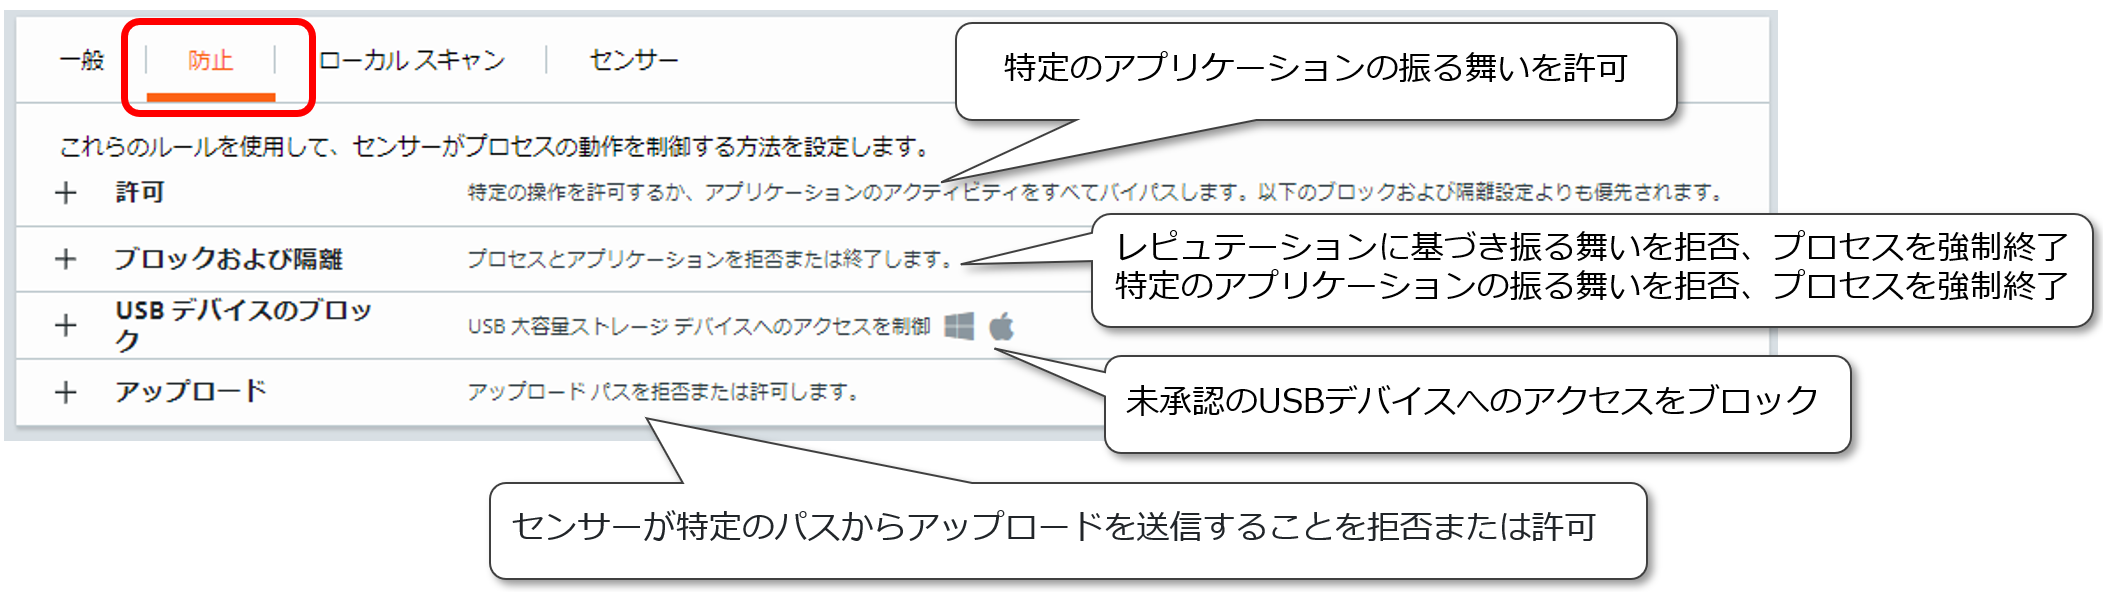 一般
防止
ローカル スキャン
センサー
特定のアプリケーションの振る舞いを許可
これらのルールを使用して、センサーがプロセスの動作を制御する方法を設定します。
許可
特定の操作を許可するか、アプリケーションのアクティビティをすべてバイパスします。以下のブロックおよび隔離設定よりも優先されます。
ブロックおよび隔離
プロセスとアプリケーションを拒否または終了します。
レピュテーションに基づき振る舞いを拒否、プロセスを強制終了
特定のアプリケーションの振る舞いを拒否、プロセスを強制終了
USB デバイスのブロッ
ク
USB 大容量ストレージ デバイスへのアクセスを制御
未承認のUSBデバイスへのアクセスをブロック
アップロード
アップロード パスを拒否または許可します。
センサーが特定のパスからアップロードを送信することを拒否または許可